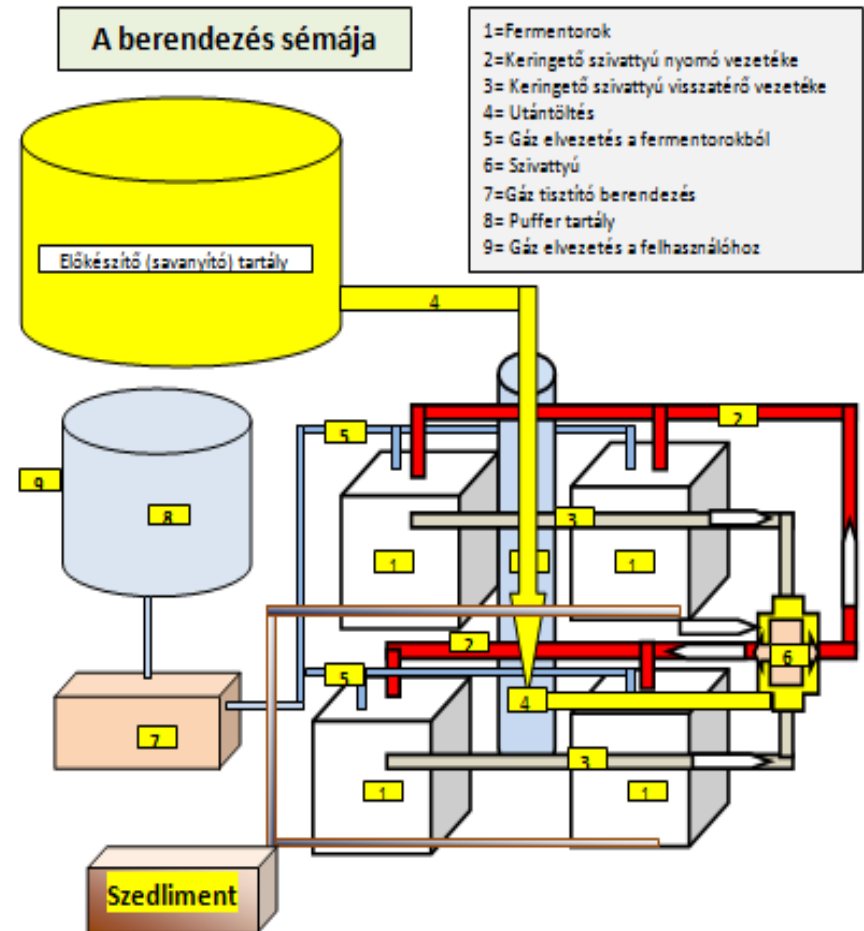 A berendezés sémája
1=Fermentorok
2=Keringető szivattyú nyomó vezetéke
3= Keringető szivattyú visszatérő vezetéke
4= Utántöltés
5= Gáz elvezetés a fermentorokból
6= Szivattyú
7=Gáz tisztító berendezés
8= Puffer tartály
9= Gáz elvezetés a felhasználóhoz
Előkészítő (savanyító) tartály
4
2
5
9
8
3
1
1
2
6
5
4
7
3
1
1
Szedliment